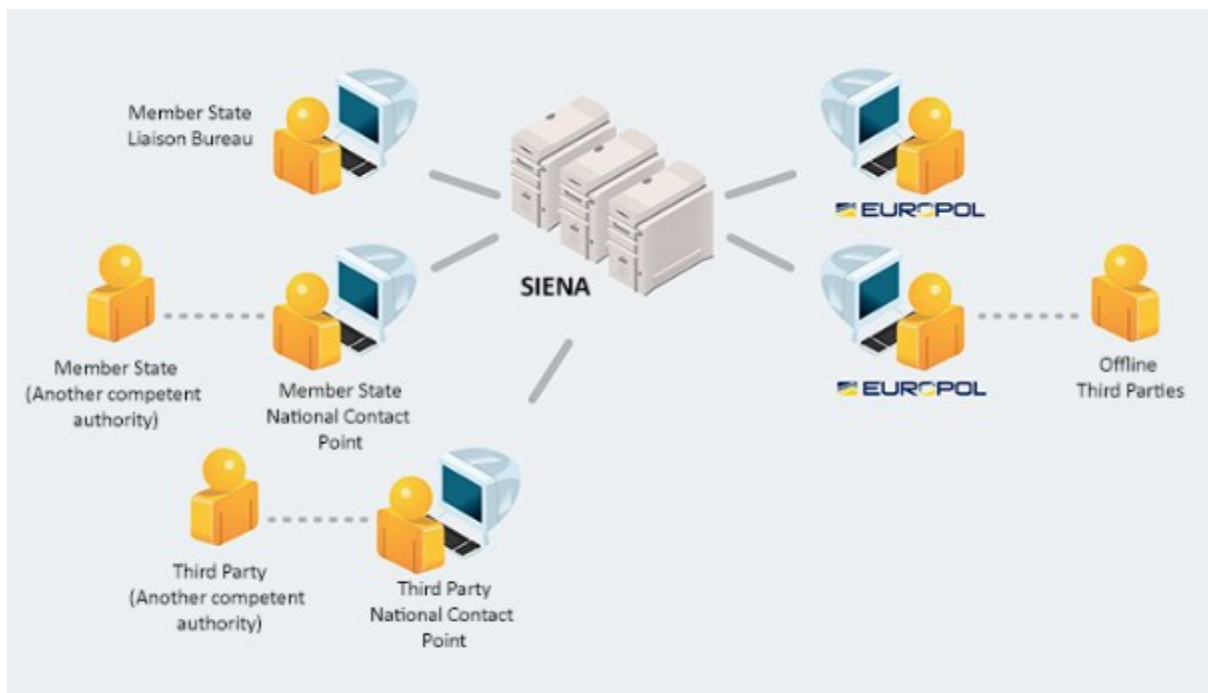 Member State
Liaison Bureau
EUROPOL
SIENA
Member State
(Another competent
authority)
Member State
National Contact
Point
EUROPOL
Offline
Third Parties
Third Party
(Another competent
authority)
Third Party
National Contact
Point